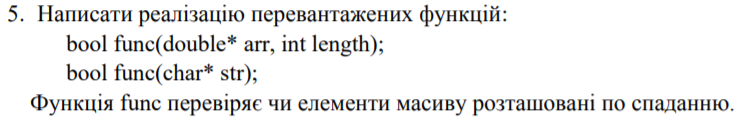 5. Написати реалізацію перевантажених функцій:
bool func(double* arr, int length);
bool func(char* str);
Функція func перевіряє чи елементи масиву розташовані по спаданню.